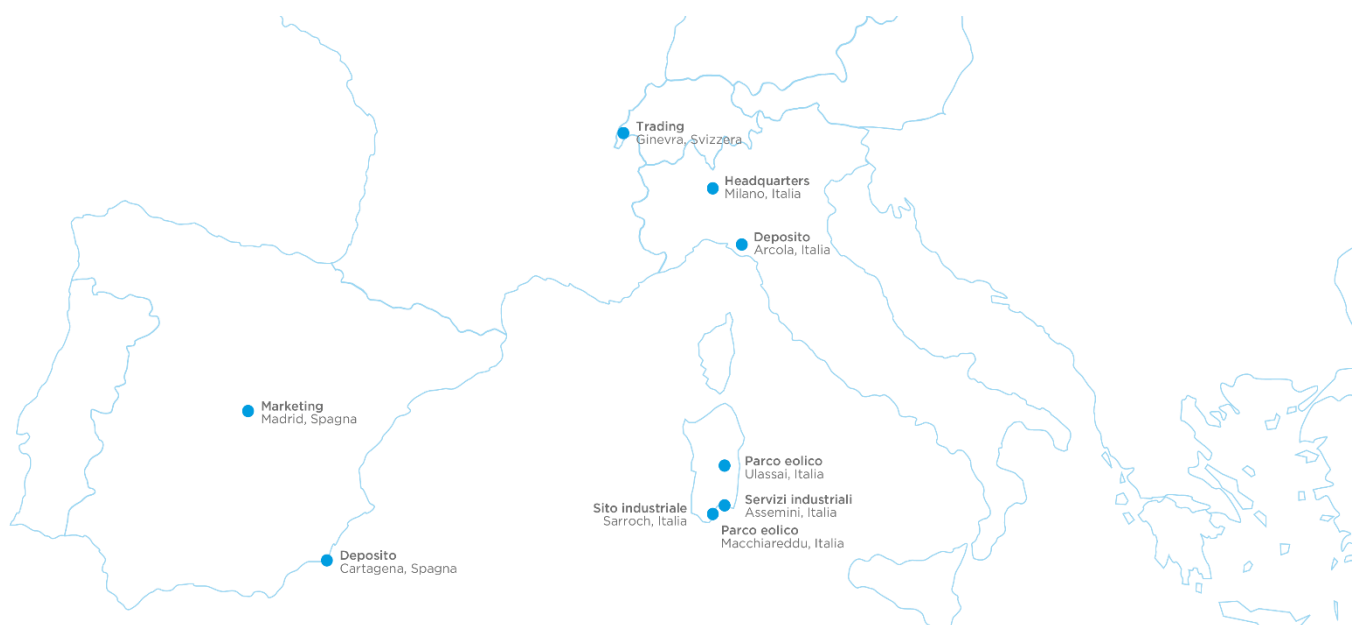 Trading
Ginevra, Svizzera
Headquarters
Milano, Italia
Deposito
Arcola, Italia
Marketing
Madrid, Spagna
Parco eolico
Ulassai, Italia
Servizi industriali
Assemini, Italia
Sito industriale
Sarroch, Italia
Parco eolico
Macchiareddu, Italia
Deposito
Cartagena, Spagna